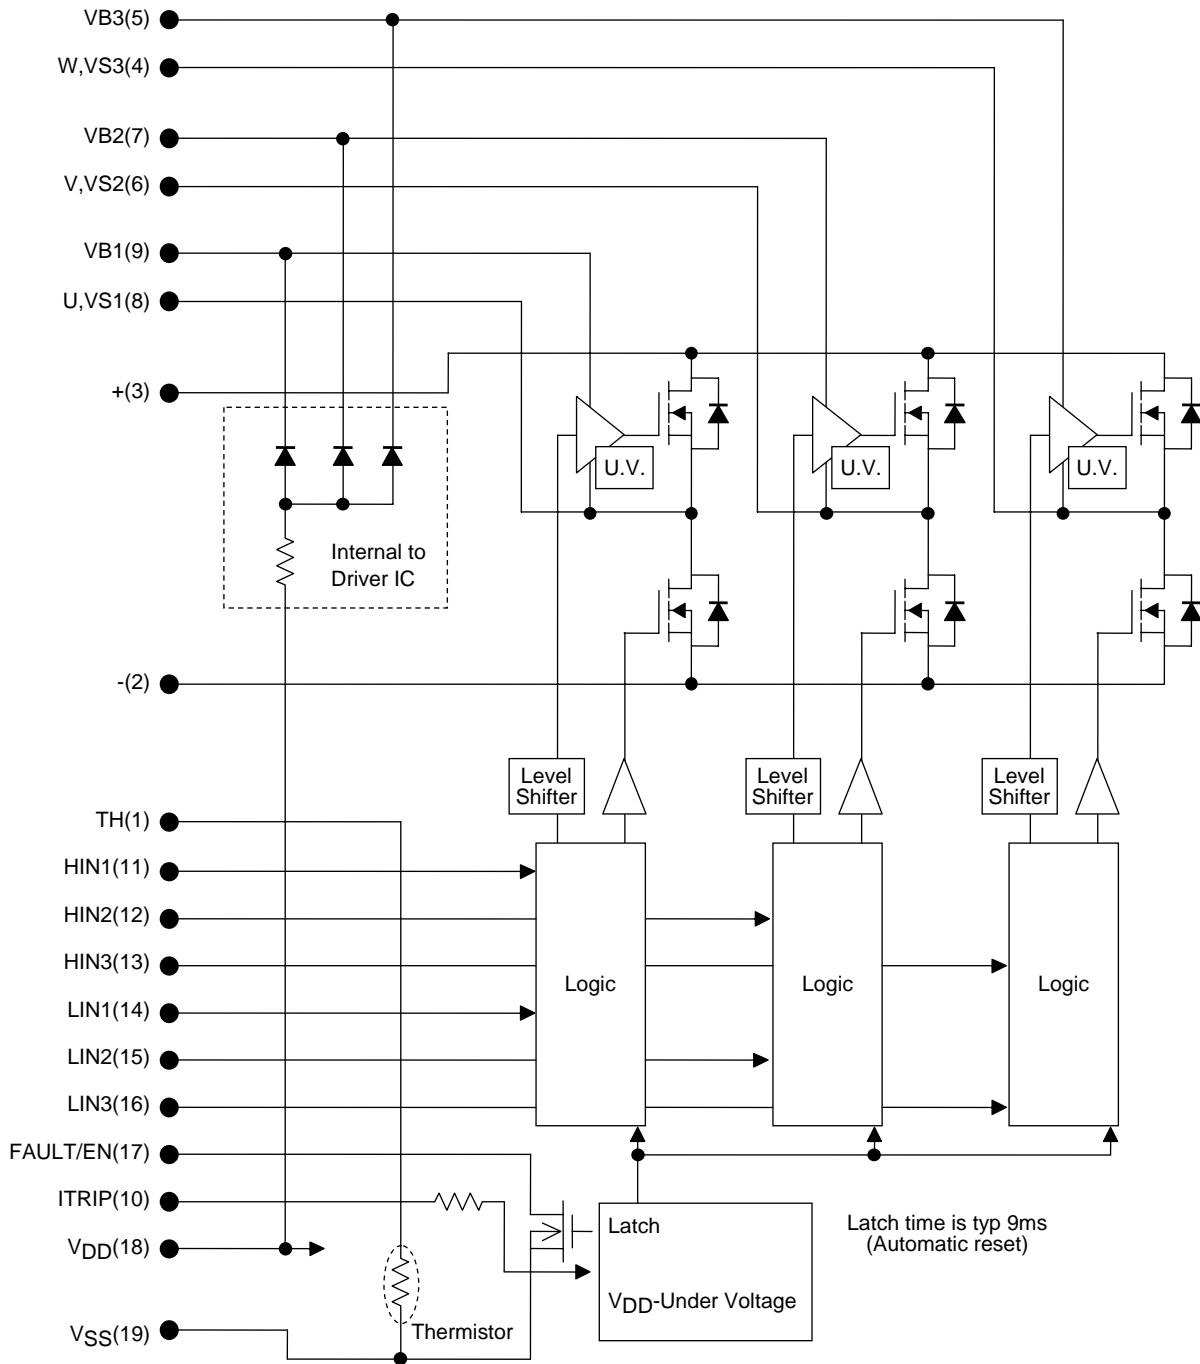 VB3(5)
W,VS3(4)
VB2(7)
V,VS2(6)
VB1(9)
U,VS1(8)
+(3)
U.V.
U.V.
U.V.
Internal to
Driver IC
-(2)
Level
Shifter
Level
Shifter
Level
Shifter
TH(1)
HIN1(11)
HIN2(12)
HIN3(13)
LIN1(14)
LIN2(15)
LIN3(16)
Logic
Logic
Logic
FAULT/EN(17)
ITRIP(10)
VDD(18)
VSS(19)
Thermistor
Latch
VDD-Under Voltage
Latch time is typ 9ms
(Automatic reset)